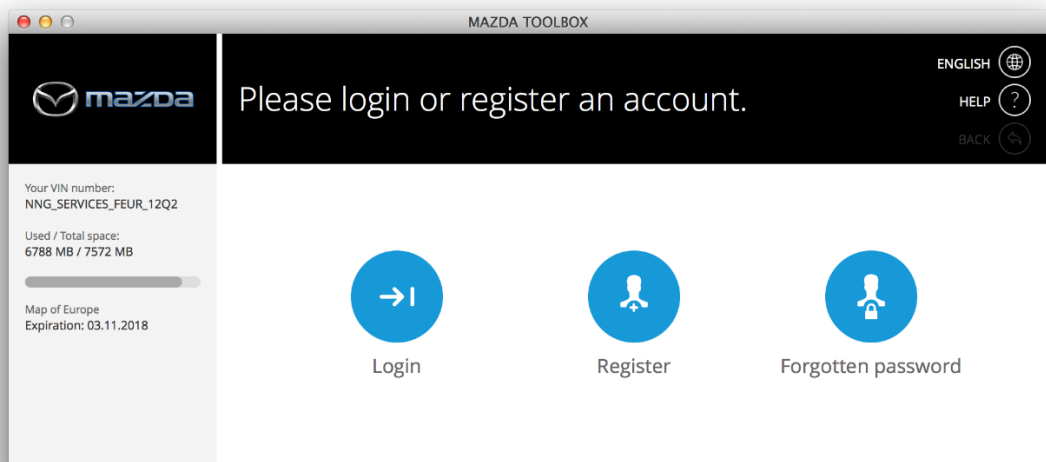 MAZDA TOOLBOX
mazda
Please login or register an account.
ENGLISH
HELP
?
BACK
Your VIN number:
NNG_SERVICES_FEUR_12Q2
Used / Total space:
6788 MB / 7572 MB
Map of Europe
Expiration: 03.11.2018
Login
Register
Forgotten password